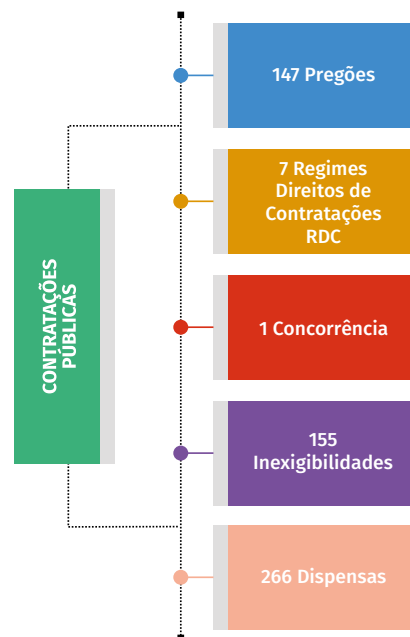 147 Pregões
7 Regimes
Direitos de
Contratações
RDC
CONTRATAÇÕES
PÚBLICAS
1 Concorrência
155
Inexigibilidades
266 Dispensas